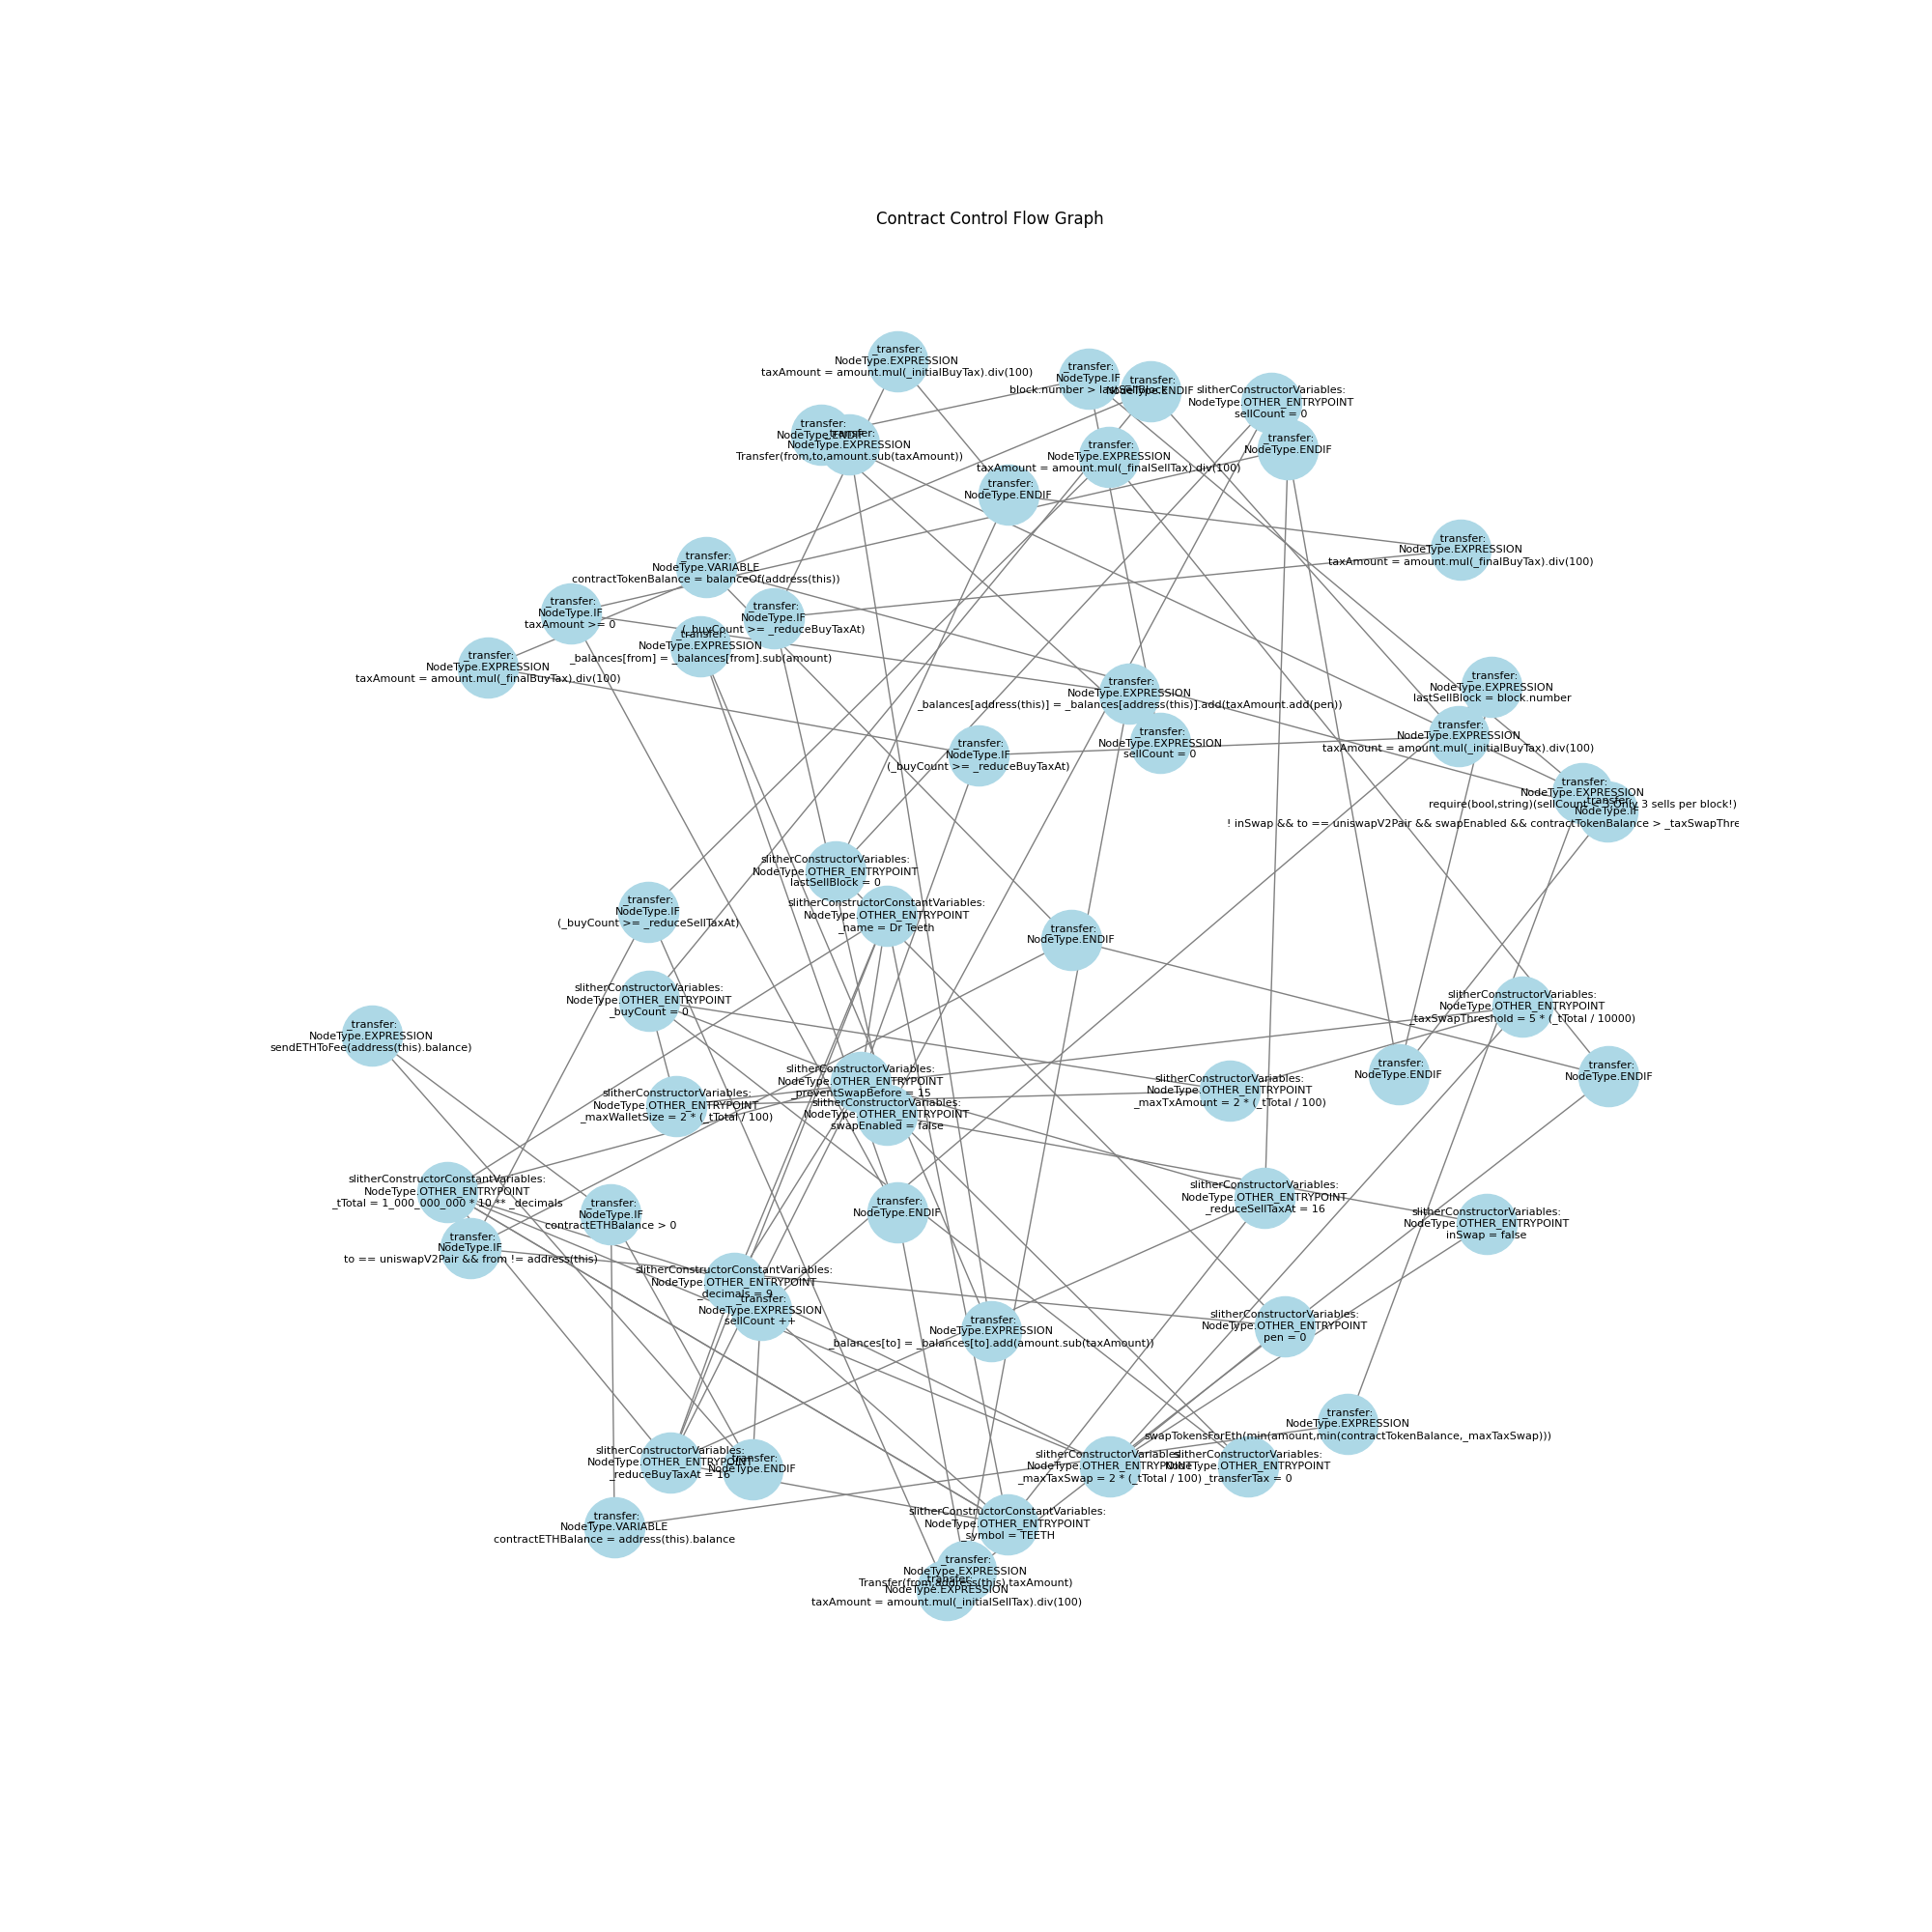 Contract Control Flow Graph
_transfer:
NodeType.EXPRESSION
taxAmount = amount.mul(_initialBuyTax).div(100)
_transfer:
NodeType.IF
block.number > lastSellBlock
_transfer:
NodeType.ENDIF
slitherConstructorVariables:
NodeType.OTHER_ENTRYPOINT
sellCount = 0
_transfer:
NodeType.ENDIF
_transfer:
NodeType.EXPRESSION
Transfer(from,to,amount.sub(taxAmount))
_transfer:
NodeType.EXPRESSION
taxAmount = amount.mul(_finalSellTax).div(100)
_transfer:
NodeType.ENDIF
_transfer:
NodeType.ENDIF
_transfer:
NodeType.EXPRESSION
taxAmount = amount.mul(_finalBuyTax).div(100)
_transfer:
NodeType.VARIABLE
contractTokenBalance = balanceOf(address(this))
_transfer:
NodeType.IF
taxAmount >= 0
_transfer:
NodeType.IF
(_buyCount >= _reduceBuyTaxAt)
_transfer:
NodeType.EXPRESSION
_balances[from] = _balances[from].sub(amount)
_transfer:
NodeType.EXPRESSION
taxAmount = amount.mul(_finalBuyTax).div(100)
_transfer:
NodeType.EXPRESSION
_balances[address(this)] = _balances[address(this)].add(taxAmount.add(pen))
_transfer:
NodeType.EXPRESSION
lastSellBlock = block.number
_transfer:
NodeType.EXPRESSION
sellCount = 0
_transfer:
NodeType.EXPRESSION
taxAmount = amount.mul(_initialBuyTax).div(100)
_transfer:
NodeType.IF
(_buyCount >= _reduceBuyTaxAt)
_transfer:
NodeType.EXPRESSION
require(bool,string)(sellCount < 3,Only 3 sells per block!)
_transfer:
NodeType.IF
! inSwap && to == uniswapV2Pair && swapEnabled && contractTokenBalance > _taxSwapThre
slitherConstructorVariables:
NodeType.OTHER_ENTRYPOINT
lastSellBlock = 0
_transfer:
NodeType.IF
(_buyCount >= _reduceSellTaxAt)
slitherConstructorConstantVariables:
NodeType.OTHER_ENTRYPOINT
_name = Dr Teeth
_transfer:
NodeType.ENDIF
slitherConstructorVariables:
NodeType.OTHER_ENTRYPOINT
_buyCount = 0
slitherConstructorVariables:
NodeType.OTHER_ENTRYPOINT
_taxSwapThreshold = 5 * (_tTotal / 10000)
_transfer:
NodeType.EXPRESSION
sendETHToFee(address(this).balance)
slitherConstructorVariables:
NodeType.OTHER_ENTRYPOINT
_preventSwapBefore = 15
_transfer:
NodeType.ENDIF
_transfer:
NodeType.ENDIF
slitherConstructorVariables:
NodeType.OTHER_ENTRYPOINT
_maxTxAmount = 2 * (_tTotal / 100)
slitherConstructorVariables:
NodeType.OTHER_ENTRYPOINT
_maxWalletSize = 2 * (_tTotal / 100)
slitherConstructorVariables:
NodeType.OTHER_ENTRYPOINT
swapEnabled = false
slitherConstructorConstantVariables:
NodeType.OTHER_ENTRYPOINT
_tTotal = 1_000_000_000 * 10 ** _decimals
slitherConstructorVariables:
NodeType.OTHER_ENTRYPOINT
_reduceSellTaxAt = 16
_transfer:
NodeType.IF
contractETHBalance > 0
_transfer:
NodeType.ENDIF
slitherConstructorVariables:
NodeType.OTHER_ENTRYPOINT
inSwap = false
_transfer:
NodeType.IF
to == uniswapV2Pair && from != address(this)
slitherConstructorConstantVariables:
NodeType.OTHER_ENTRYPOINT
_decimals = 9
_transfer:
NodeType.EXPRESSION
sellCount ++
slitherConstructorVariables:
NodeType.OTHER_ENTRYPOINT
pen = 0
_transfer:
NodeType.EXPRESSION
_balances[to] = _balances[to].add(amount.sub(taxAmount))
_transfer:
NodeType.EXPRESSION
swapTokensForEth(min(amount,min(contractTokenBalance,_maxTaxSwap)))
slitherConstructorVariables:
NodeType.OTHER_ENTRYPOINT
_reduceBuyTaxAt = 16
_transfer:
NodeType.ENDIF
slitherConstructorVariables:
NodeType.OTHER_ENTRYPOINT
_maxTaxSwap = 2 * (_tTotal / 100)
slitherConstructorVariables:
NodeType.OTHER_ENTRYPOINT
_transferTax = 0
_transfer:
NodeType.VARIABLE
contractETHBalance = address(this).balance
slitherConstructorConstantVariables:
NodeType.OTHER_ENTRYPOINT
_symbol = TEETH
_transfer:
NodeType.EXPRESSION
Transfer(from,address(this),taxAmount)
_transfer:
NodeType.EXPRESSION
taxAmount = amount.mul(_initialSellTax).div(100)